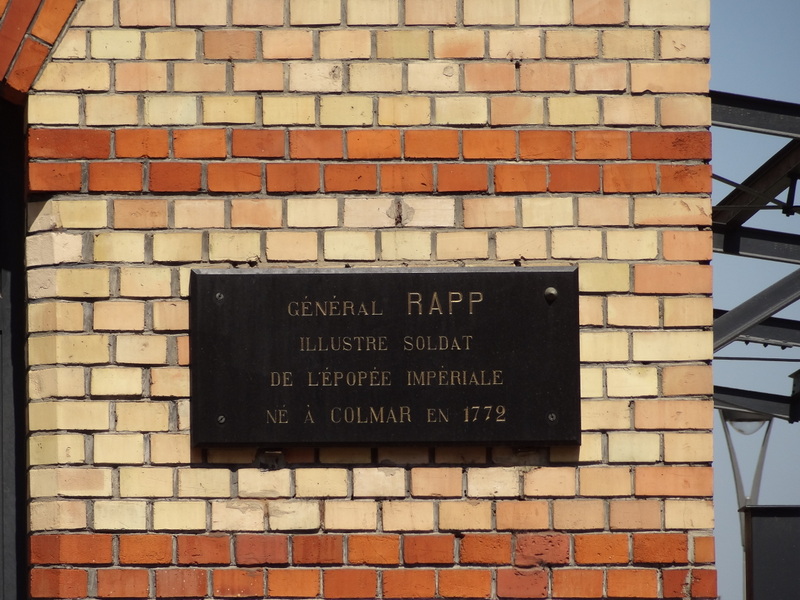 GÉNÉRAL RAPP
ILLUSTRE SOLDAT
DE L'ÉPOPÉE IMPÉRIALE
NÉ À COLMAR EN 1772